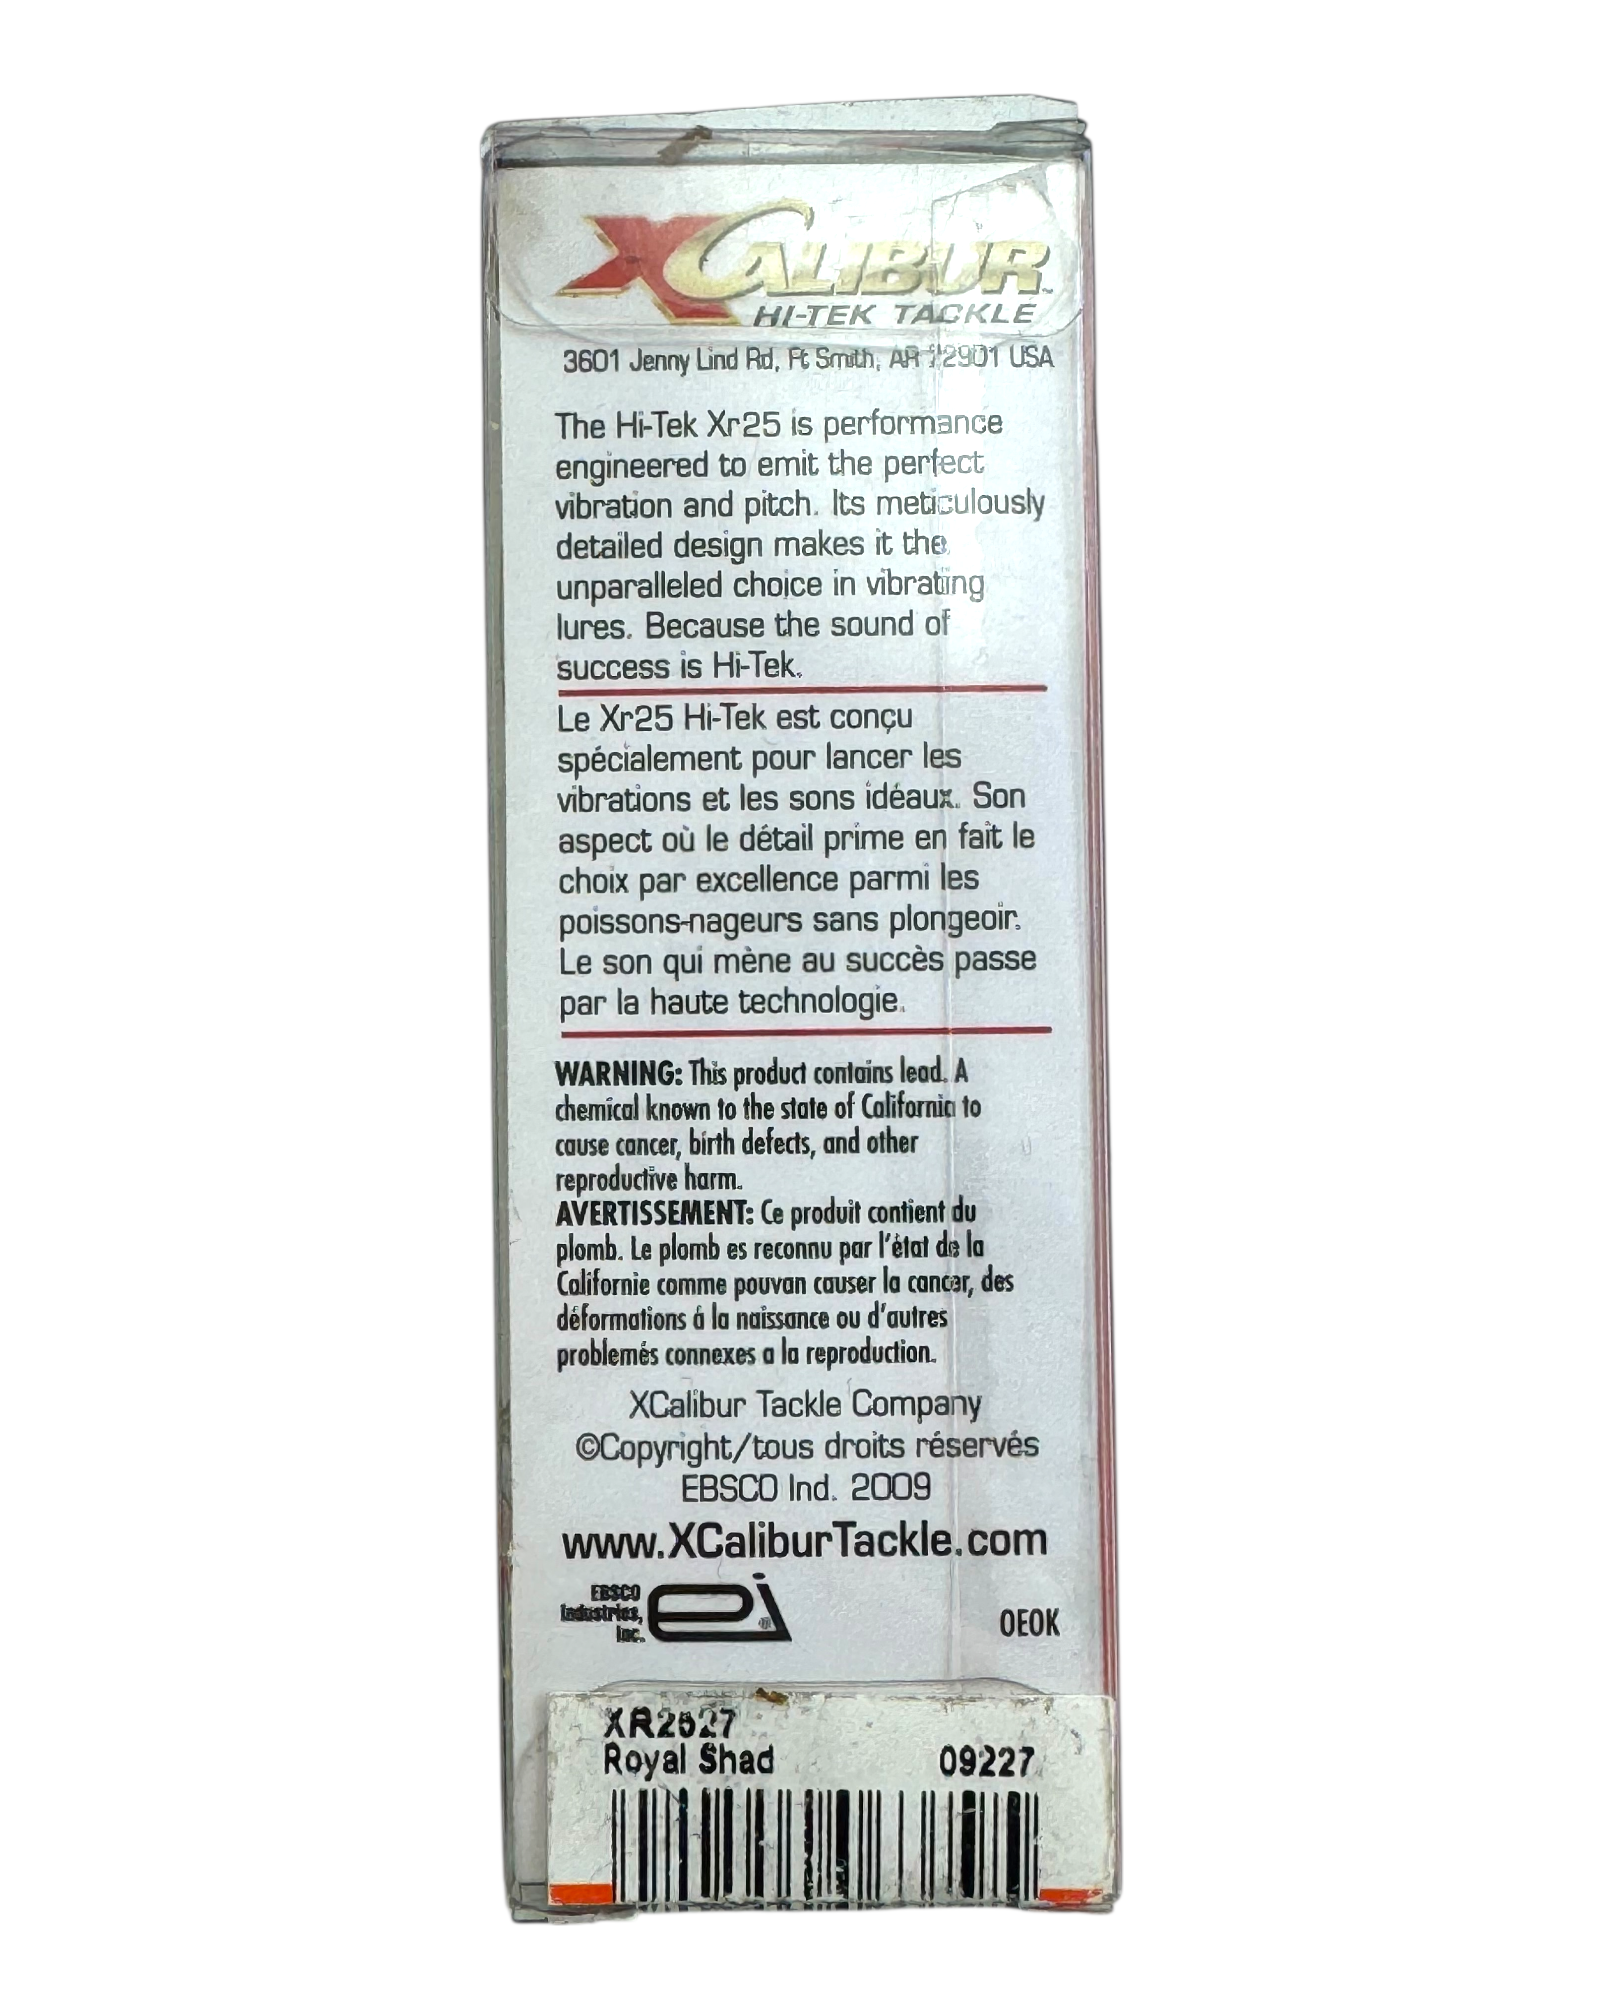 XCALIBUR
HI-TEK TACKLE
3601 Jenny Lind Rd, Ft Smith, AR 72901 USA
The Hi-Tek Xr25 is performance
engineered to emit the perfect
vibration and pitch. Its meticulously
detailed design makes it the
unparalleled choice in vibrating
lures. Because the sound of
success is Hi-Tek.
Le Xr25 Hi-Tek est conçu
spécialement pour lancer les
vibrations et les sons idéaux. Son
aspect où le détail prime en fait le
choix par excellence parmi les
poissons-nageurs sans plongeoir.
Le son qui mène au succès passe
par la haute technologie.
WARNING: This product contains lead. A
chemical known to the state of California to
cause cancer, birth defects, and other
reproductive harm.
AVERTISSEMENT: Ce produit contient du
plomb. Le plomb es reconnu par l'état de la
Californie comme pouvan causer la cancer, des
déformations á la naissance ou d'autres
problemés connexes a la reproduction.
XCalibur Tackle Company
©Copyright/tous droits réservés
EBSCO Ind. 2009
www.XCaliburTackle.com
EBSCO
Industries,
Inc.
ei®
OEOK
XR2527
Royal Shad 09227